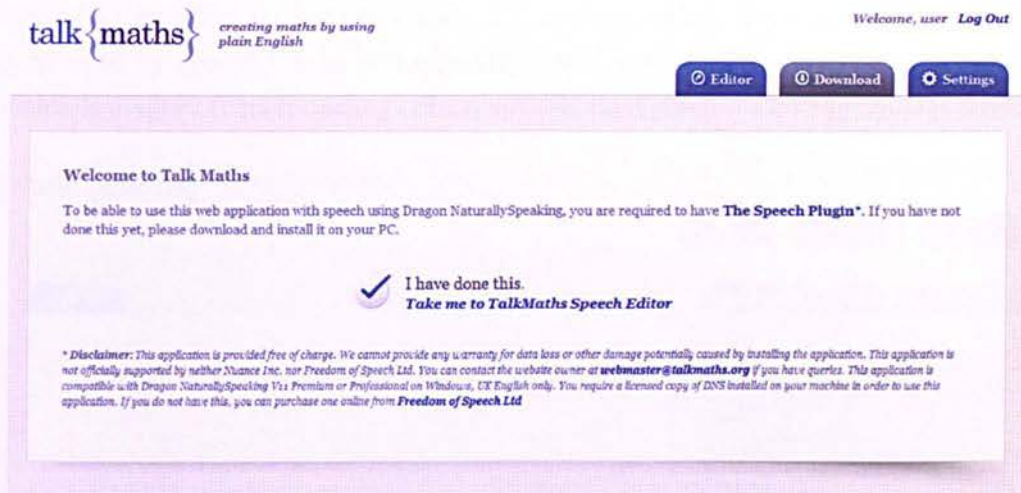 talk{maths}
creating maths by using
plain English
Welcome, user Log Out
Editor
Download
Settings
Welcome to Talk Maths
To be able to use this web application with speech using Dragon NaturallySpeaking, you are required to have The Speech Plugin*. If you have not
done this yet, please download and install it on your PC.
I have done this.
Take me to TalkMaths Speech Editor
* Disclaimer: This application is provided free of charge. We cannot provide any warranty for data loss or other damage potentially caused by installing the application. This application is
not officially supported by neither Nuance Inc. nor Freedom of Speech Ltd. You can contact the website owner at webmaster@talkmaths.org if you have queries. This application is
compatible with Dragon NaturallySpeaking V11 Premium or Professional on Windows, UK English only. You require a licensed copy of DNS installed on your machine in order to use this
application. If you do not have this, you can purchase one online from Freedom of Speech Ltd